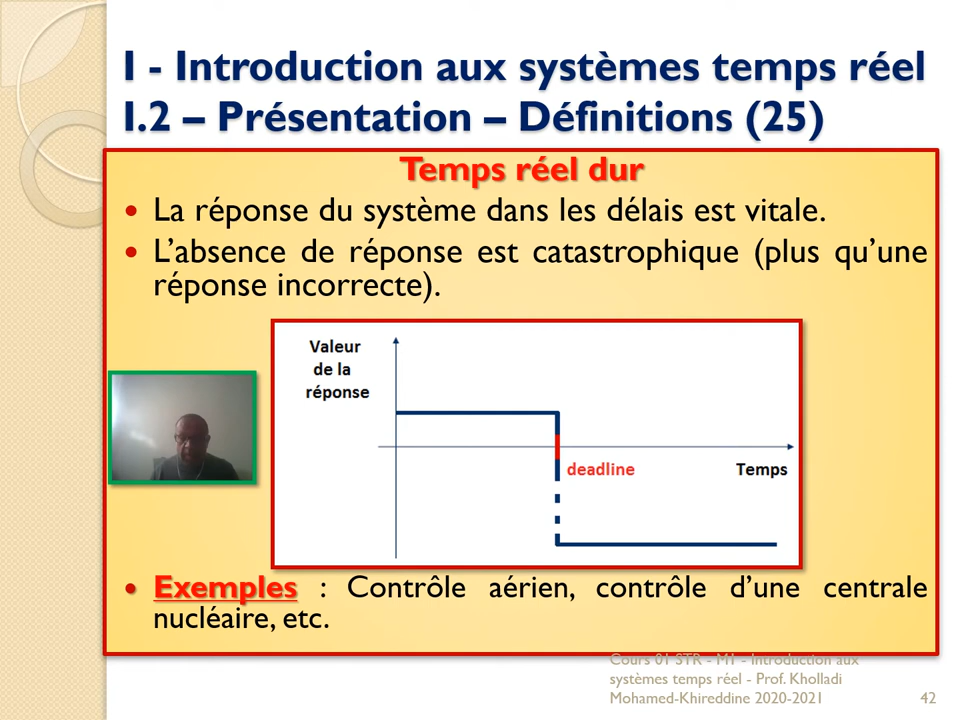 I - Introduction aux systèmes temps réel
I.2 – Présentation – Définitions (25)
Temps réel dur
• La réponse du système dans les délais est vitale.
• L’absence de réponse est catastrophique (plus qu’une
réponse incorrecte).
Valeur
de la
réponse
deadline
Temps
• Exemples : Contrôle aérien, contrôle d’une centrale
nucléaire, etc.
Cours 01 STR - M1 - Introduction aux
systèmes temps réel - Prof. Kholladi
Mohamed-Khireddine 2020-2021
42